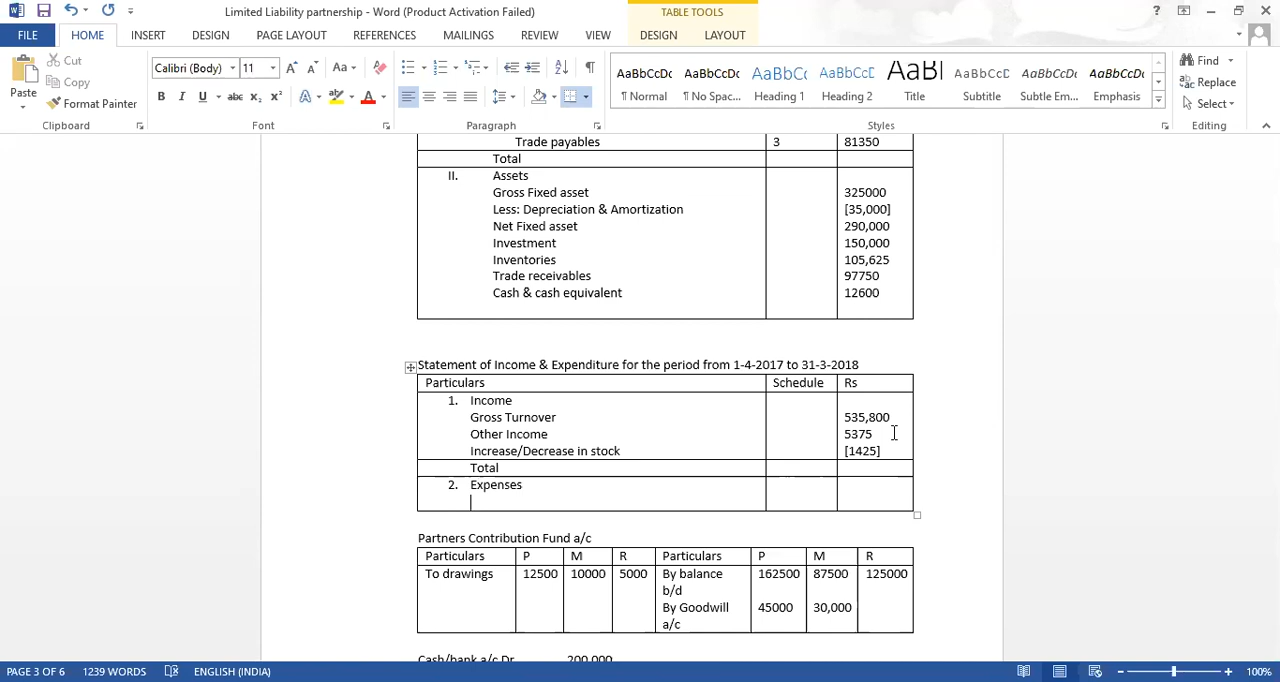 Limited Liability partnership - Word (Product Activation Failed)
TABLE TOOLS
FILE HOME INSERT DESIGN PAGE LAYOUT REFERENCES MAILINGS REVIEW VIEW DESIGN LAYOUT
Paste
Cut
Copy
Format Painter
Clipboard
Calibri (Body) 11
Font
Paragraph
AaBbCcDc AaBbCcDc AaBbC AaBbCcC AaBl AaBbCcC AaBbCcDc AaBbCcDc
¶ Normal ¶ No Spac... Heading 1 Heading 2 Title Subtitle Subtle Em... Emphasis
Styles
Find
Replace
Select
Editing
Trade payables 3 81350
Total
II. Assets
Gross Fixed asset 325000
Less: Depreciation & Amortization [35,000]
Net Fixed asset 290,000
Investment 150,000
Inventories 105,625
Trade receivables 97750
Cash & cash equivalent 12600
Statement of Income & Expenditure for the period from 1-4-2017 to 31-3-2018
Particulars Schedule Rs
1. Income
Gross Turnover 535,800
Other Income 5375
Increase/Decrease in stock [1425]
Total
2. Expenses
Partners Contribution Fund a/c
Particulars P M R Particulars P M R
To drawings 12500 10000 5000 By balance 162500 87500 125000
b/d
By Goodwill 45000 30,000
a/c
Cash/bank a/c Dr 200,000
PAGE 3 OF 6 1239 WORDS ENGLISH (INDIA) 100%